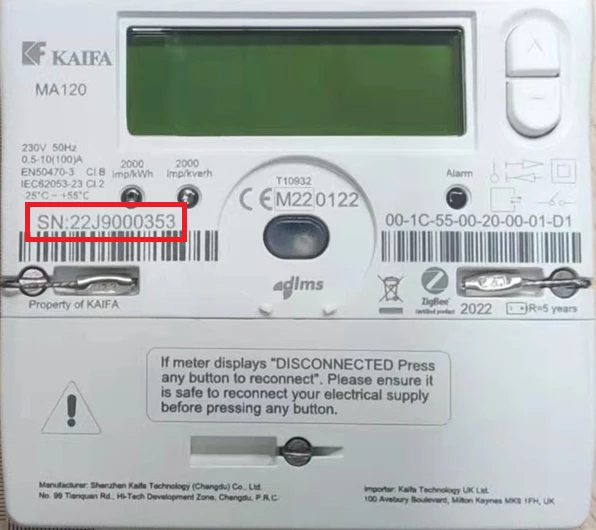 KAIFA
MA120
230V 50Hz
0.5-10(100)A
EN50470-3 Cl.B
IEC62053-23 Cl.2
-25°C ~ +55°C
2000
imp/kWh
2000
imp/kvarh
T10932
CE M22 0122
Alarm
SN:22J9000353
00-1C-55-00-20-00-01-D1
dlms
Property of KAIFA
ZigBee
Certified product
2022
R=5 years
If meter displays "DISCONNECTED Press
any button to reconnect". Please ensure it
is safe to reconnect your electrical supply
before pressing any button.
Manufacturer: Shenzhen Kaifa Technology (Chengdu) Co., Ltd.
No. 99 Tianquan Rd., Hi-Tech Development Zone, Chengdu, P.R.C.
Importer: Kaifa Technology UK Ltd.
100 Avebury Boulevard, Milton Keynes MK9 1FH, UK